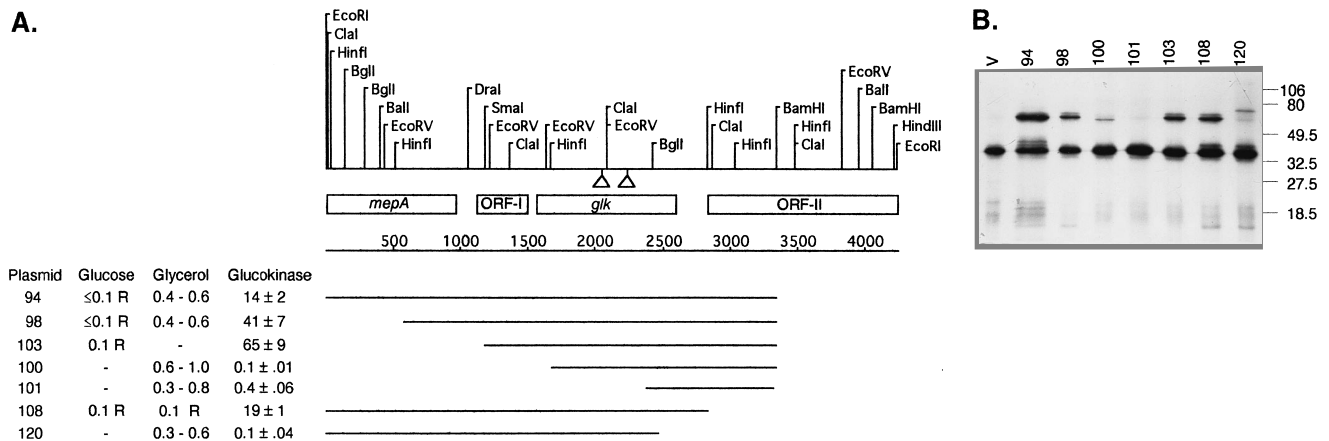 A.
EcoRI
ClaI
HinfI
BglI
BglI
BalI
EcoRV
HinfI
DraI
SmaI
EcoRV
ClaI
EcoRV
HinfI
ClaI
EcoRV
BglI
HinfI
ClaI
HinfI
BamHI
HinfI
ClaI
EcoRV
BalI
BamHI
HindIII
EcoRI
mepA ORF-I glk ORF-II
500 1000 1500 2000 2500 3000 3500 4000
Plasmid Glucose Glycerol Glucokinase
94 ≤0.1 R 0.4 - 0.6 14 ± 2
98 ≤0.1 R 0.4 - 0.6 41 ± 7
103 0.1 R - 65 ± 9
100 - 0.6 - 1.0 0.1 ± .01
101 - 0.3 - 0.8 0.4 ± .06
108 0.1 R 0.1 R 19 ± 1
120 - 0.3 - 0.6 0.1 ± .04
B.
V 94 98 100 101 103 108 120
106
80
49.5
32.5
27.5
18.5